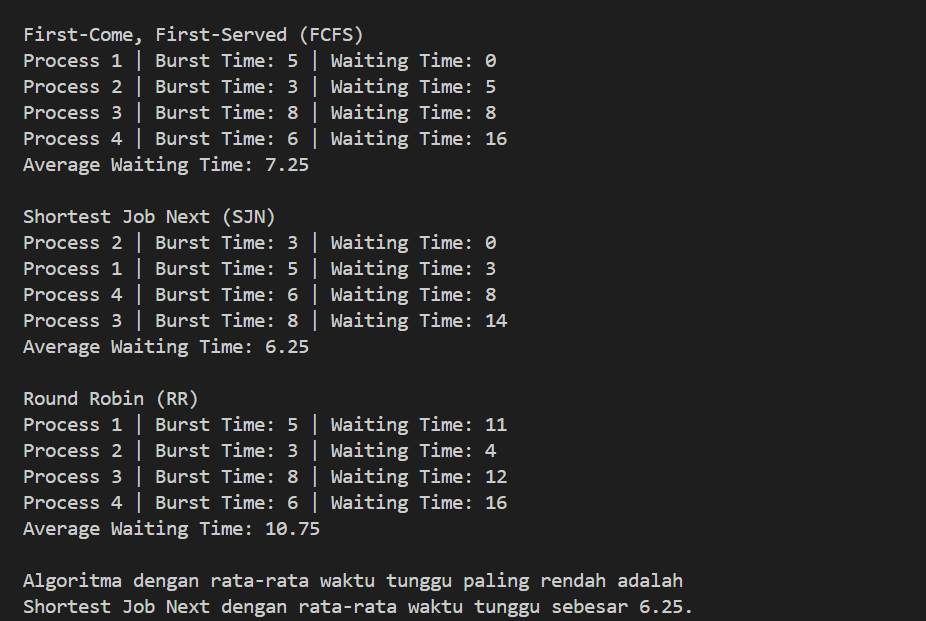 First-Come, First-Served (FCFS)
Process 1 | Burst Time: 5 | Waiting Time: 0
Process 2 | Burst Time: 3 | Waiting Time: 5
Process 3 | Burst Time: 8 | Waiting Time: 8
Process 4 | Burst Time: 6 | Waiting Time: 16
Average Waiting Time: 7.25
Shortest Job Next (SJN)
Process 2 | Burst Time: 3 | Waiting Time: 0
Process 1 | Burst Time: 5 | Waiting Time: 3
Process 4 | Burst Time: 6 | Waiting Time: 8
Process 3 | Burst Time: 8 | Waiting Time: 14
Average Waiting Time: 6.25
Round Robin (RR)
Process 1 | Burst Time: 5 | Waiting Time: 11
Process 2 | Burst Time: 3 | Waiting Time: 4
Process 3 | Burst Time: 8 | Waiting Time: 12
Process 4 | Burst Time: 6 | Waiting Time: 16
Average Waiting Time: 10.75
Algoritma dengan rata-rata waktu tunggu paling rendah adalah
Shortest Job Next dengan rata-rata waktu tunggu sebesar 6.25.